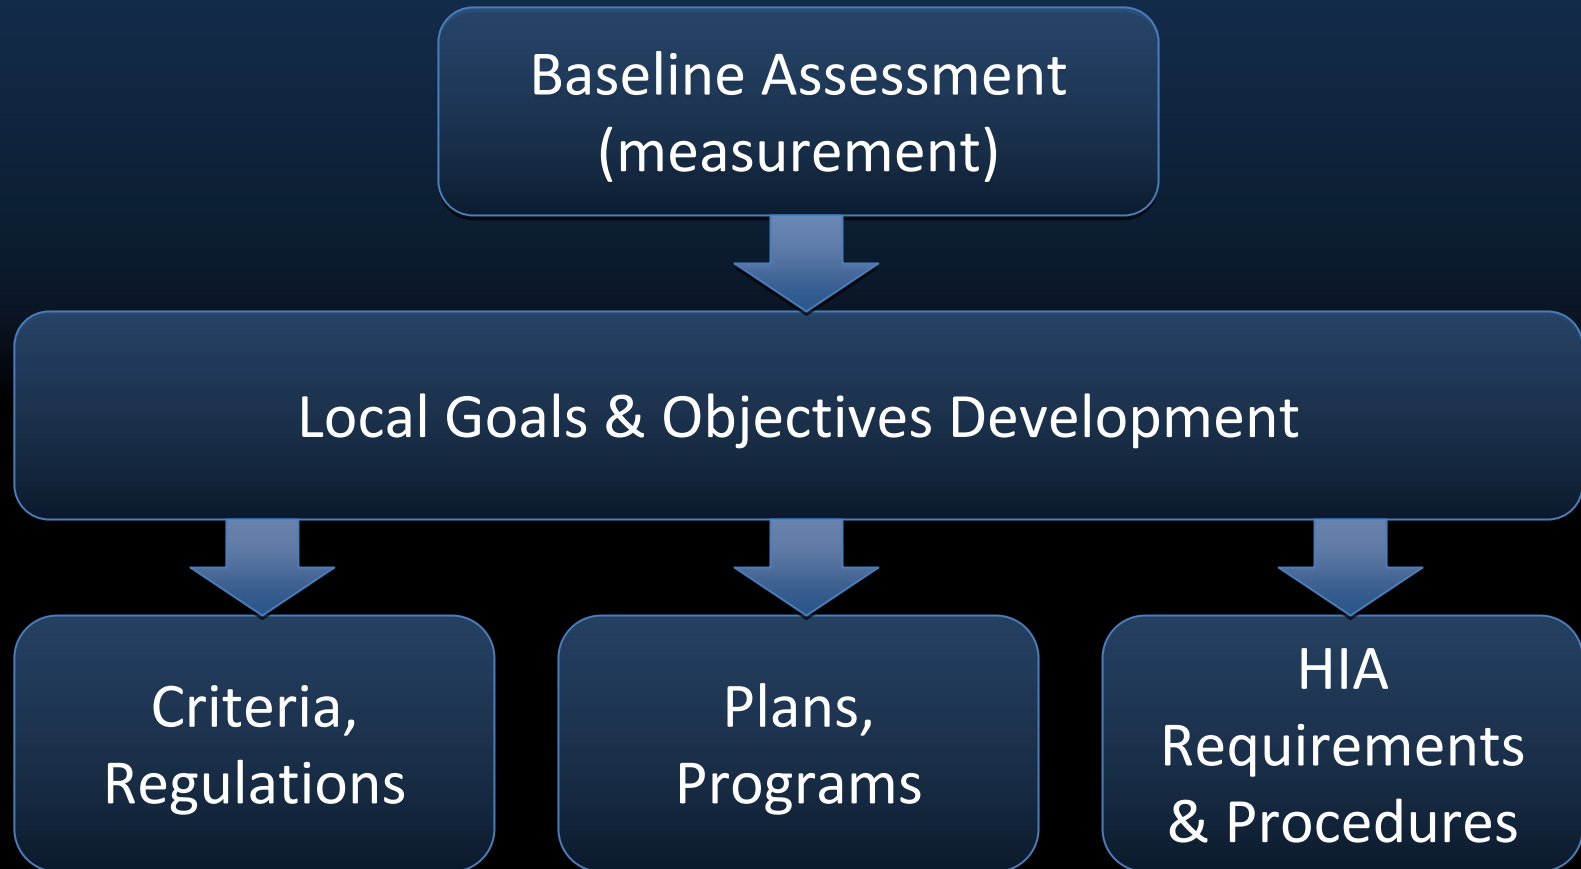 Baseline Assessment
(measurement)
Local Goals & Objectives Development
Criteria,
Regulations
Plans,
Programs
HIA
Requirements
& Procedures